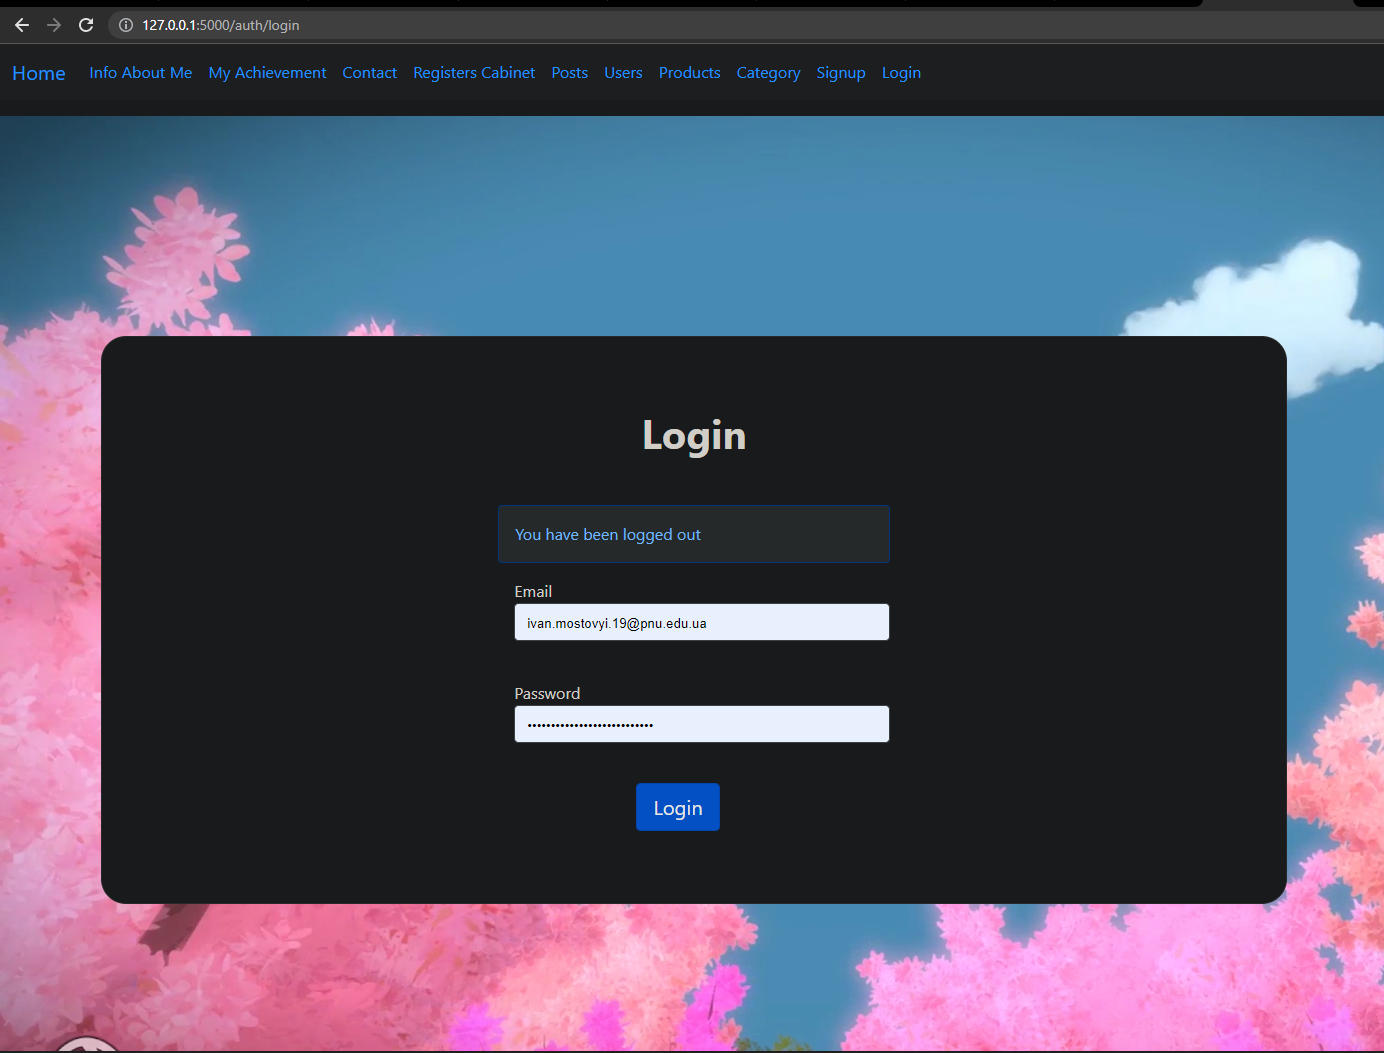 127.0.0.1:5000/auth/login
Home Info About Me My Achievement Contact Registers Cabinet Posts Users Products Category Signup Login
Login
You have been logged out
Email
ivan.mostovyi.19@pnu.edu.ua
Password
Login